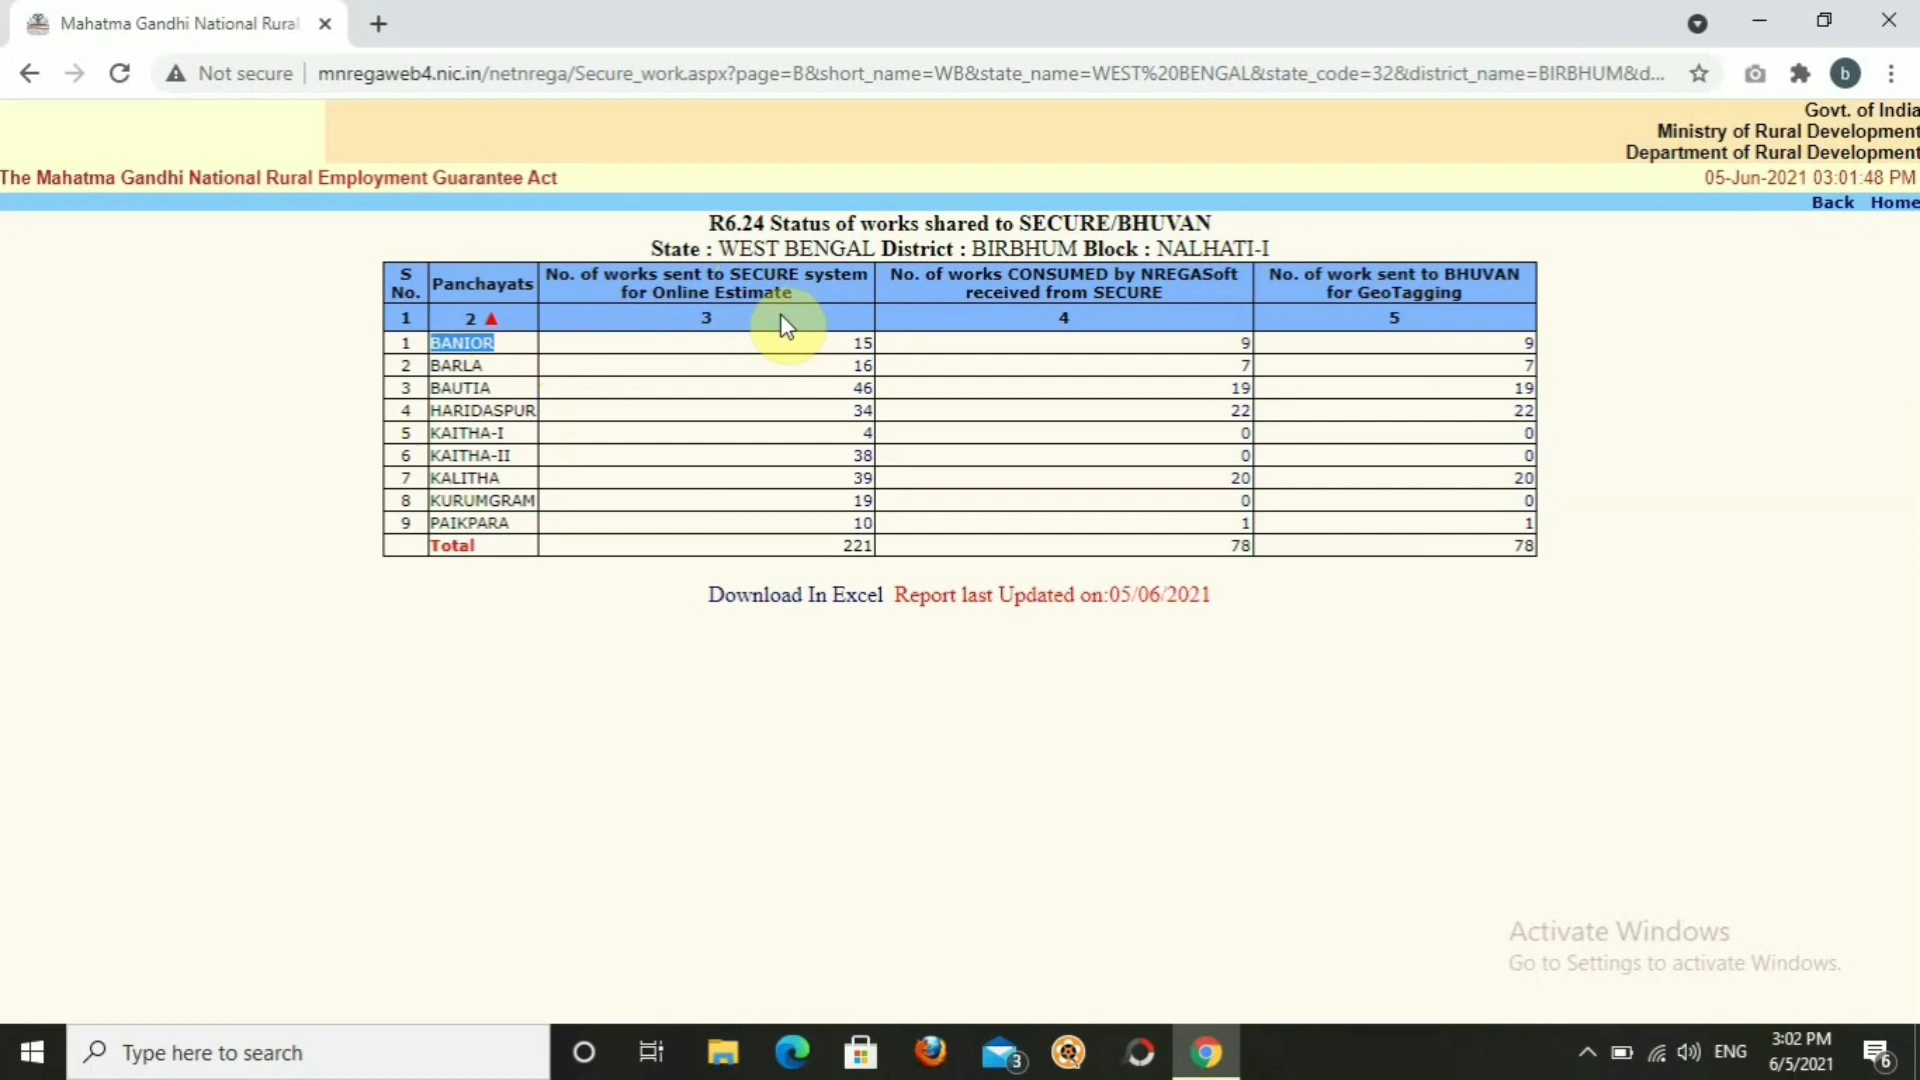 Mahatma Gandhi National Rural
Not secure mnregaweb4.nic.in/netnrega/Secure_work.aspx?page=B&short_name=WB&state_name=WEST%20BENGAL&state_code=32&district_name=BIRBHUM&d...
b
Govt. of India
Ministry of Rural Development
Department of Rural Development
The Mahatma Gandhi National Rural Employment Guarantee Act 05-Jun-2021 03:01:48 PM
Back Home
R6.24 Status of works shared to SECURE/BHUVAN
State : WEST BENGAL District : BIRBHUM Block : NALHATI-I
S No. Panchayats No. of works sent to SECURE system for Online Estimate No. of works CONSUMED by NREGASoft received from SECURE No. of work sent to BHUVAN for GeoTagging
1 2 3 4 5
1 BANIOR 15 9 9
2 BARLA 16 7 7
3 BAUTIA 46 19 19
4 HARIDASPUR 34 22 22
5 KAITHA-I 4 0 0
6 KAITHA-II 38 0 0
7 KALITHA 39 20 20
8 KURUMGRAM 19 0 0
9 PAIKPARA 10 1 1
Total 221 78 78
Download In Excel Report last Updated on:05/06/2021
Activate Windows
Go to Settings to activate Windows.
Type here to search
3
ENG
3:02 PM
6/5/2021
6